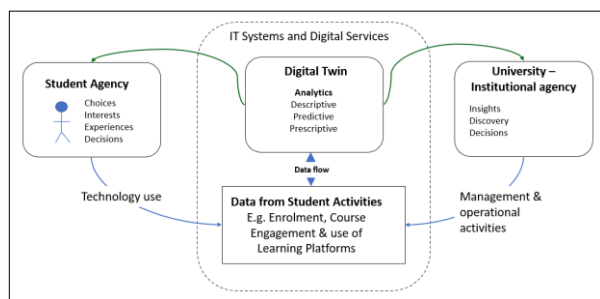 IT Systems and Digital Services
Student Agency
Choices
Interests
Experiences
Decisions
Digital Twin
Analytics
Descriptive
Predictive
Prescriptive
University –
Institutional agency
Insights
Discovery
Decisions
Data flow
Technology use
Data from Student Activities
E.g. Enrolment, Course
Engagement & use of
Learning Platforms
Management &
operational
activities